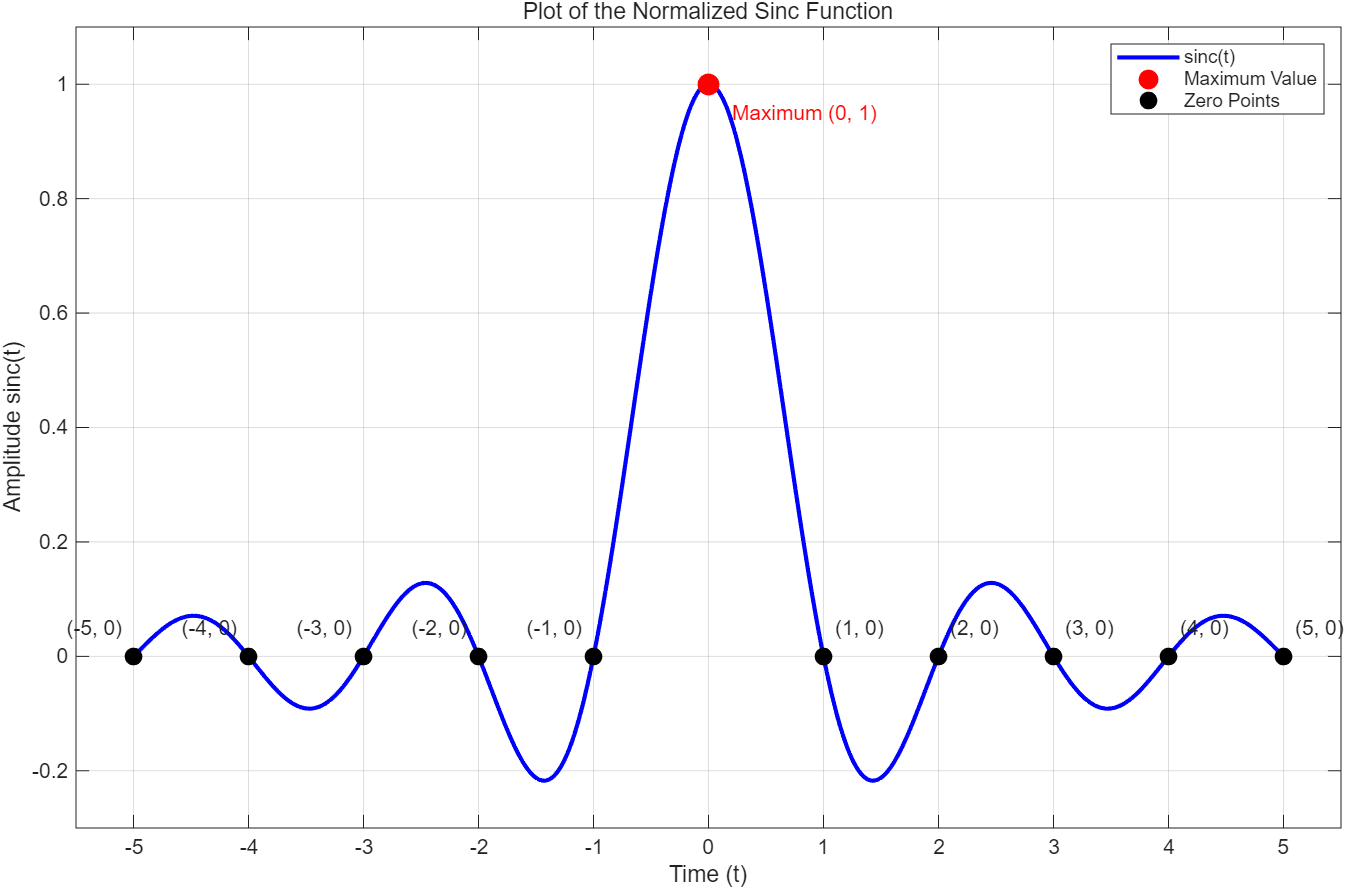 Plot of the Normalized Sinc Function
sinc(t)
Maximum Value
Zero Points
Maximum (0, 1)
Amplitude sinc(t)
1
0.8
0.6
0.4
0.2
0
-0.2
(-5, 0) (-4, 0) (-3, 0) (-2, 0) (-1, 0) (1, 0) (2, 0) (3, 0) (4, 0) (5, 0)
-5 -4 -3 -2 -1 0 1 2 3 4 5
Time (t)